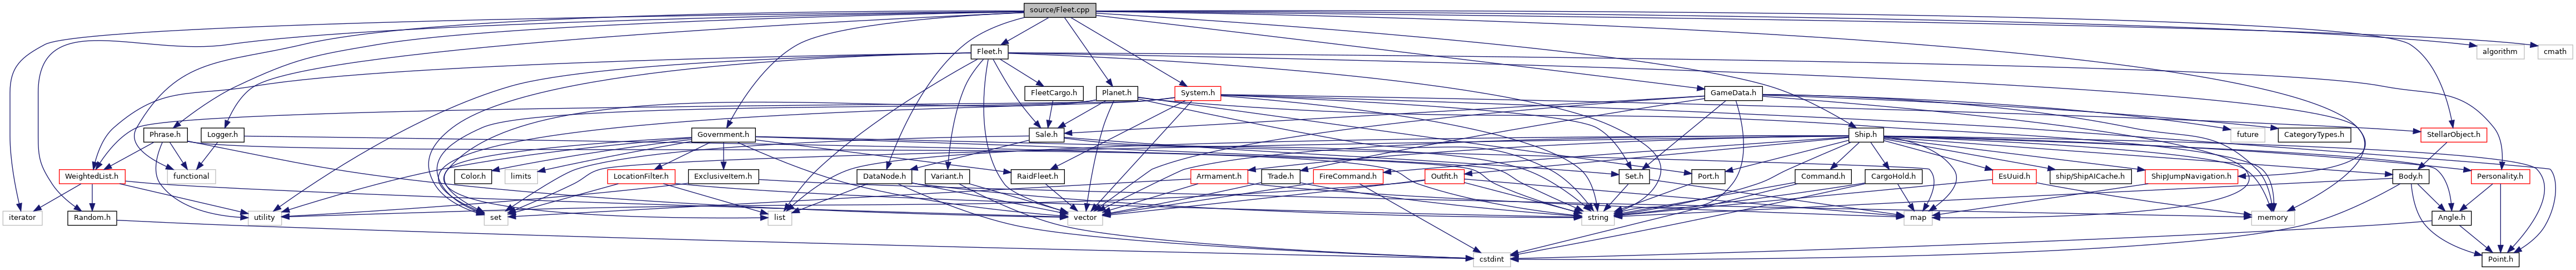 source/Fleet.cpp
Fleet.h
algorithm
cmath
FleetCargo.h
Planet.h
System.h
GameData.h
Phrase.h
Logger.h
Government.h
Sale.h
Ship.h
future
CategoryTypes.h
StellarObject.h
WeightedList.h
functional
Color.h
limits
LocationFilter.h
ExclusiveItem.h
DataNode.h
Variant.h
RaidFleet.h
Armament.h
Trade.h
FireCommand.h
Outfit.h
Set.h
Port.h
Command.h
CargoHold.h
EsUuid.h
ship/ShipAICache.h
ShipJumpNavigation.h
Body.h
Personality.h
iterator
Random.h
utility
set
list
vector
string
map
memory
Angle.h
cstdint
Point.h